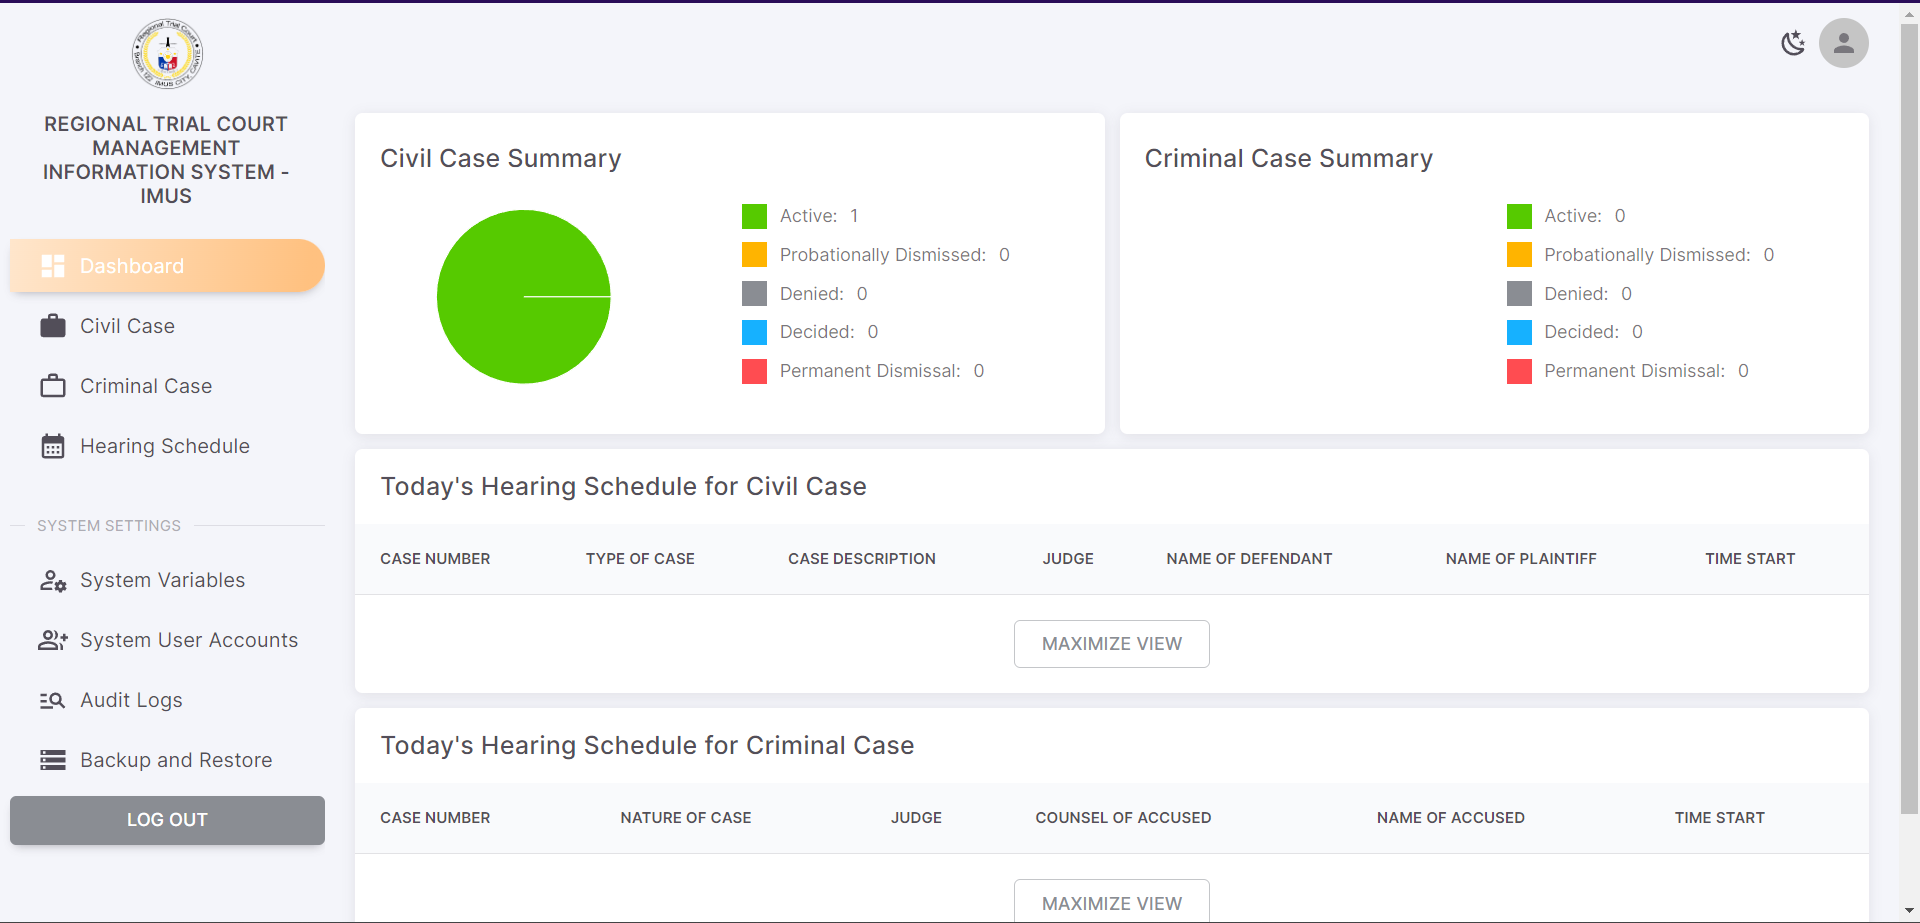 Regional Trial Court
Branch 122 IMUS CITY, CAVITE
REGIONAL TRIAL COURT
MANAGEMENT
INFORMATION SYSTEM -
IMUS
Dashboard
Civil Case
Criminal Case
Hearing Schedule
SYSTEM SETTINGS
System Variables
System User Accounts
Audit Logs
Backup and Restore
LOG OUT
Civil Case Summary
Active: 1
Probationally Dismissed: 0
Denied: 0
Decided: 0
Permanent Dismissal: 0
Criminal Case Summary
Active: 0
Probationally Dismissed: 0
Denied: 0
Decided: 0
Permanent Dismissal: 0
Today's Hearing Schedule for Civil Case
CASE NUMBER TYPE OF CASE CASE DESCRIPTION JUDGE NAME OF DEFENDANT NAME OF PLAINTIFF TIME START
MAXIMIZE VIEW
Today's Hearing Schedule for Criminal Case
CASE NUMBER NATURE OF CASE JUDGE COUNSEL OF ACCUSED NAME OF ACCUSED TIME START
MAXIMIZE VIEW